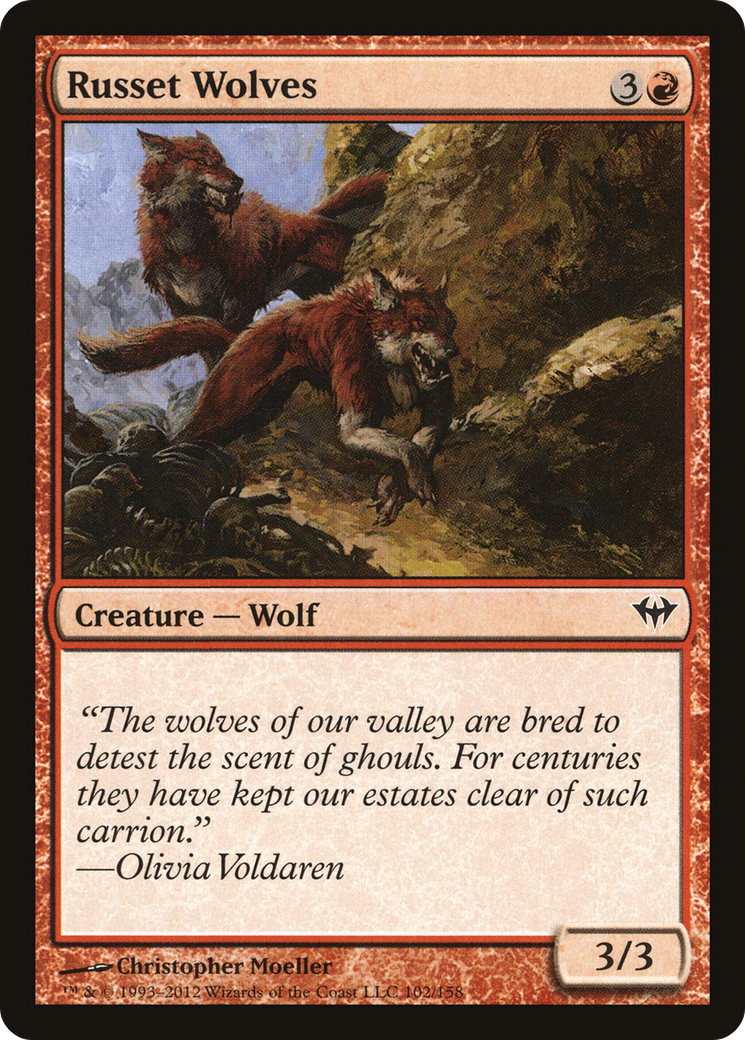 Russet Wolves 3
Creature — Wolf
“The wolves of our valley are bred to
detest the scent of ghouls. For centuries
they have kept our estates clear of such
carrion.”
—Olivia Voldaren
3/3
Christopher Moeller
™ & © 1993–2012 Wizards of the Coast LLC 102/158